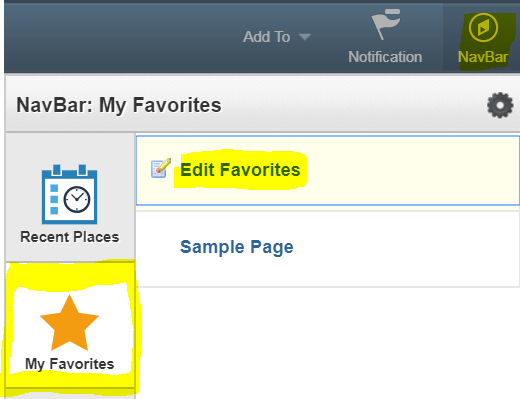 Add To
Notification
NavBar
NavBar: My Favorites
Edit Favorites
Recent Places
Sample Page
My Favorites